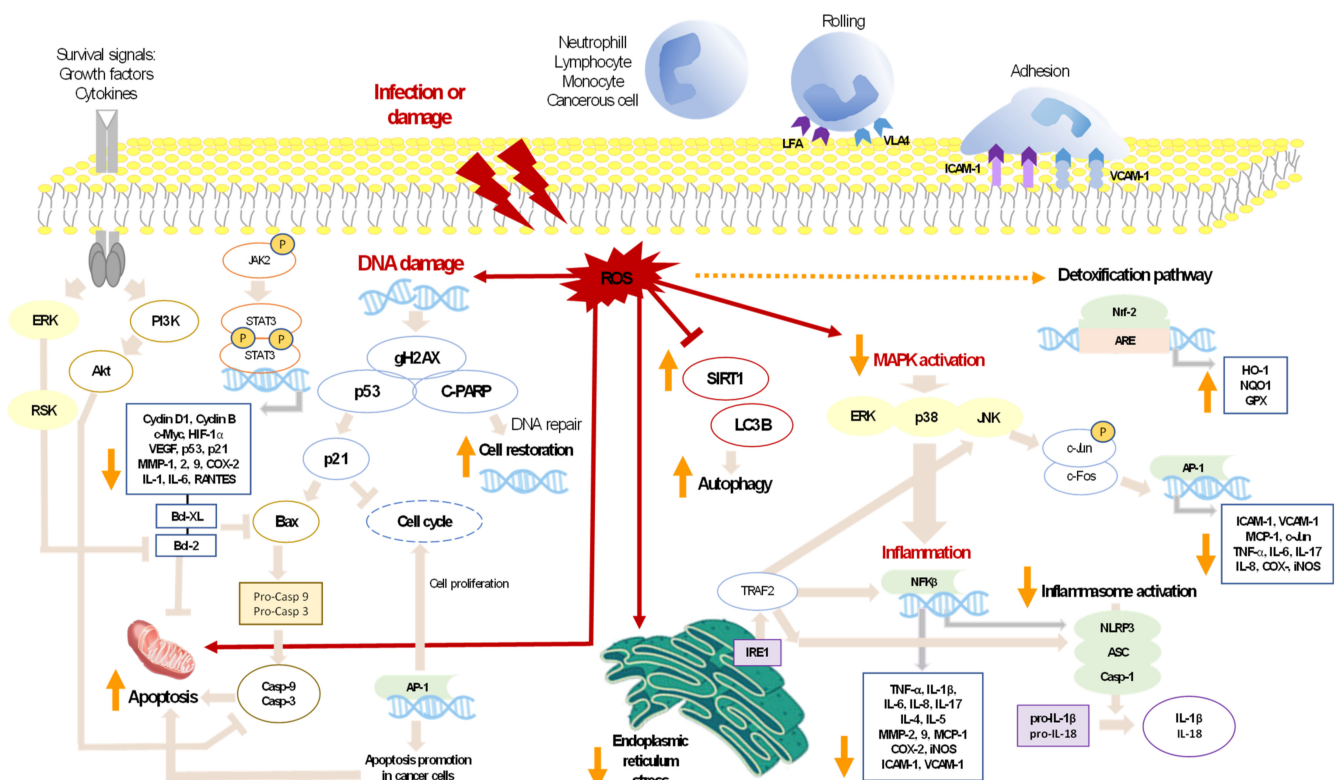 Survival signals:
Growth factors
Cytokines
Infection or
damage
Neutrophill
Lymphocyte
Monocyte
Cancerous cell
Rolling
LFA
VLA4
Adhesion
ICAM-1
VCAM-1
P
JAK2
STAT3
P
P
STAT3
ERK
PI3K
Akt
RSK
Cyclin D1, Cyclin B
c-Myc, HIF-1α
VEGF, p53, p21
MMP-1, 2, 9, COX-2
IL-1, IL-6, RANTES
Bcl-XL
Bcl-2
DNA damage
gH2AX
p53
C-PARP
DNA repair
Cell restoration
p21
Bax
Cell cycle
Cell proliferation
Pro-Casp 9
Pro-Casp 3
Casp-9
Casp-3
Apoptosis
AP-1
Apoptosis promotion
in cancer cells
ROS
SIRT1
LC3B
Autophagy
MAPK activation
ERK
p38
JNK
P
c-Jun
c-Fos
AP-1
ICAM-1, VCAM-1
MCP-1, c-Jun
TNF-α, IL-6, IL-17
IL-8, COX-, iNOS
Detoxification pathway
Nrf-2
ARE
HO-1
NQO1
GPX
Inflammation
TRAF2
NFkβ
IRE1
Endoplasmic
reticulum
stress
TNF-α, IL-1β,
IL-6, IL-8, IL-17
IL-4, IL-5
MMP-2, 9, MCP-1
COX-2, iNOS
ICAM-1, VCAM-1
Inflammasome activation
NLRP3
ASC
Casp-1
pro-IL-1β
pro-IL-18
IL-1β
IL-18